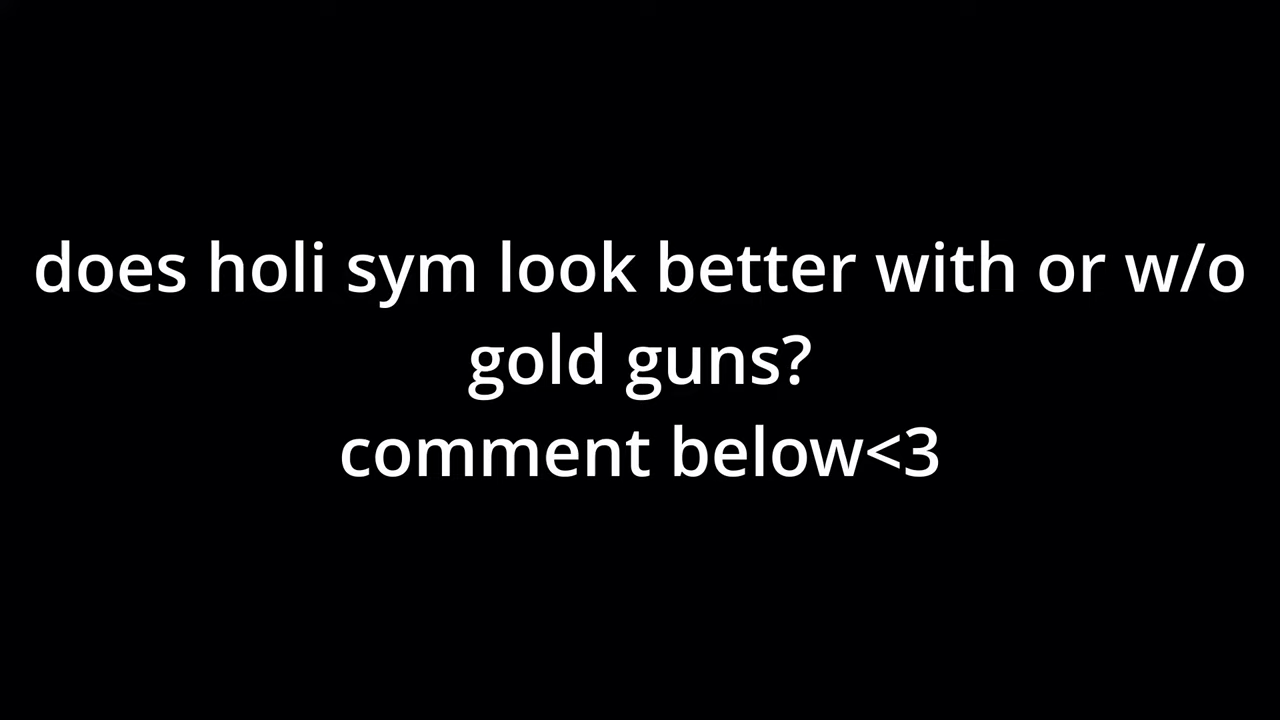 does holi sym look better with or w/o
gold guns?
comment below<3